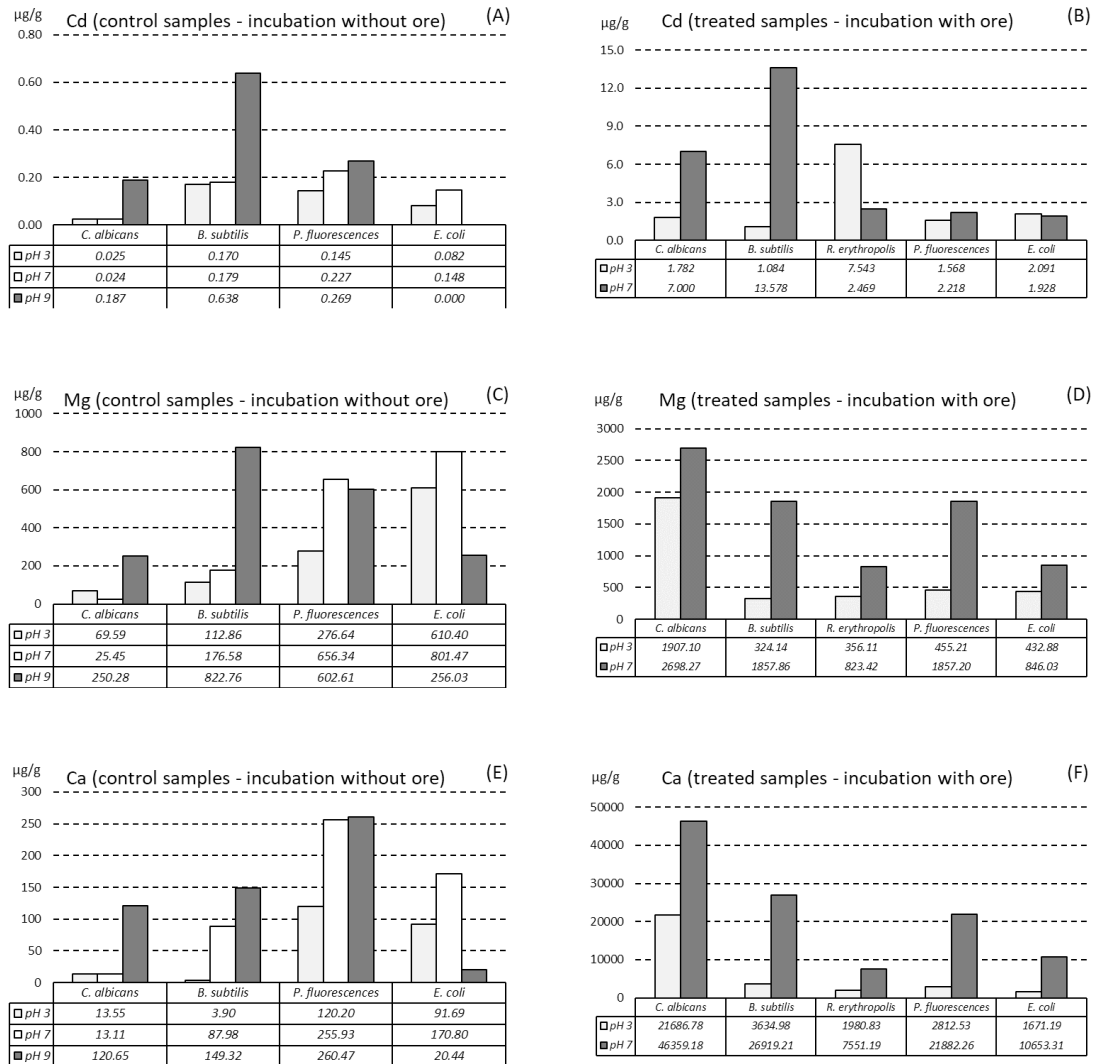 µg/g
Cd (control samples - incubation without ore)
(A)
0.80
0.60
0.40
0.20
0.00
C. albicans B. subtilis P. fluorescences E. coli
pH 3 0.025 0.170 0.145 0.082
pH 7 0.024 0.179 0.227 0.148
pH 9 0.187 0.638 0.269 0.000
µg/g
Cd (treated samples - incubation with ore)
(B)
15.0
12.0
9.0
6.0
3.0
0.0
C. albicans B. subtilis R. erythropolis P. fluorescences E. coli
pH 3 1.782 1.084 7.543 1.568 2.091
pH 7 7.000 13.578 2.469 2.218 1.928
µg/g
Mg (control samples - incubation without ore)
(C)
1000
800
600
400
200
0
C. albicans B. subtilis P. fluorescences E. coli
pH 3 69.59 112.86 276.64 610.40
pH 7 25.45 176.58 656.34 801.47
pH 9 250.28 822.76 602.61 256.03
µg/g
Mg (treated samples - incubation with ore)
(D)
3000
2500
2000
1500
1000
500
0
C. albicans B. subtilis R. erythropolis P. fluorescences E. coli
pH 3 1907.10 324.14 356.11 455.21 432.88
pH 7 2698.27 1857.86 823.42 1857.20 846.03
µg/g
Ca (control samples - incubation without ore)
(E)
300
250
200
150
100
50
0
C. albicans B. subtilis P. fluorescences E. coli
pH 3 13.55 3.90 120.20 91.69
pH 7 13.11 87.98 255.93 170.80
pH 9 120.65 149.32 260.47 20.44
µg/g
Ca (treated samples - incubation with ore)
(F)
50000
40000
30000
20000
10000
0
C. albicans B. subtilis R. erythropolis P. fluorescences E. coli
pH 3 21686.78 3634.98 1980.83 2812.53 1671.19
pH 7 46359.18 26919.21 7551.19 21882.26 10653.31